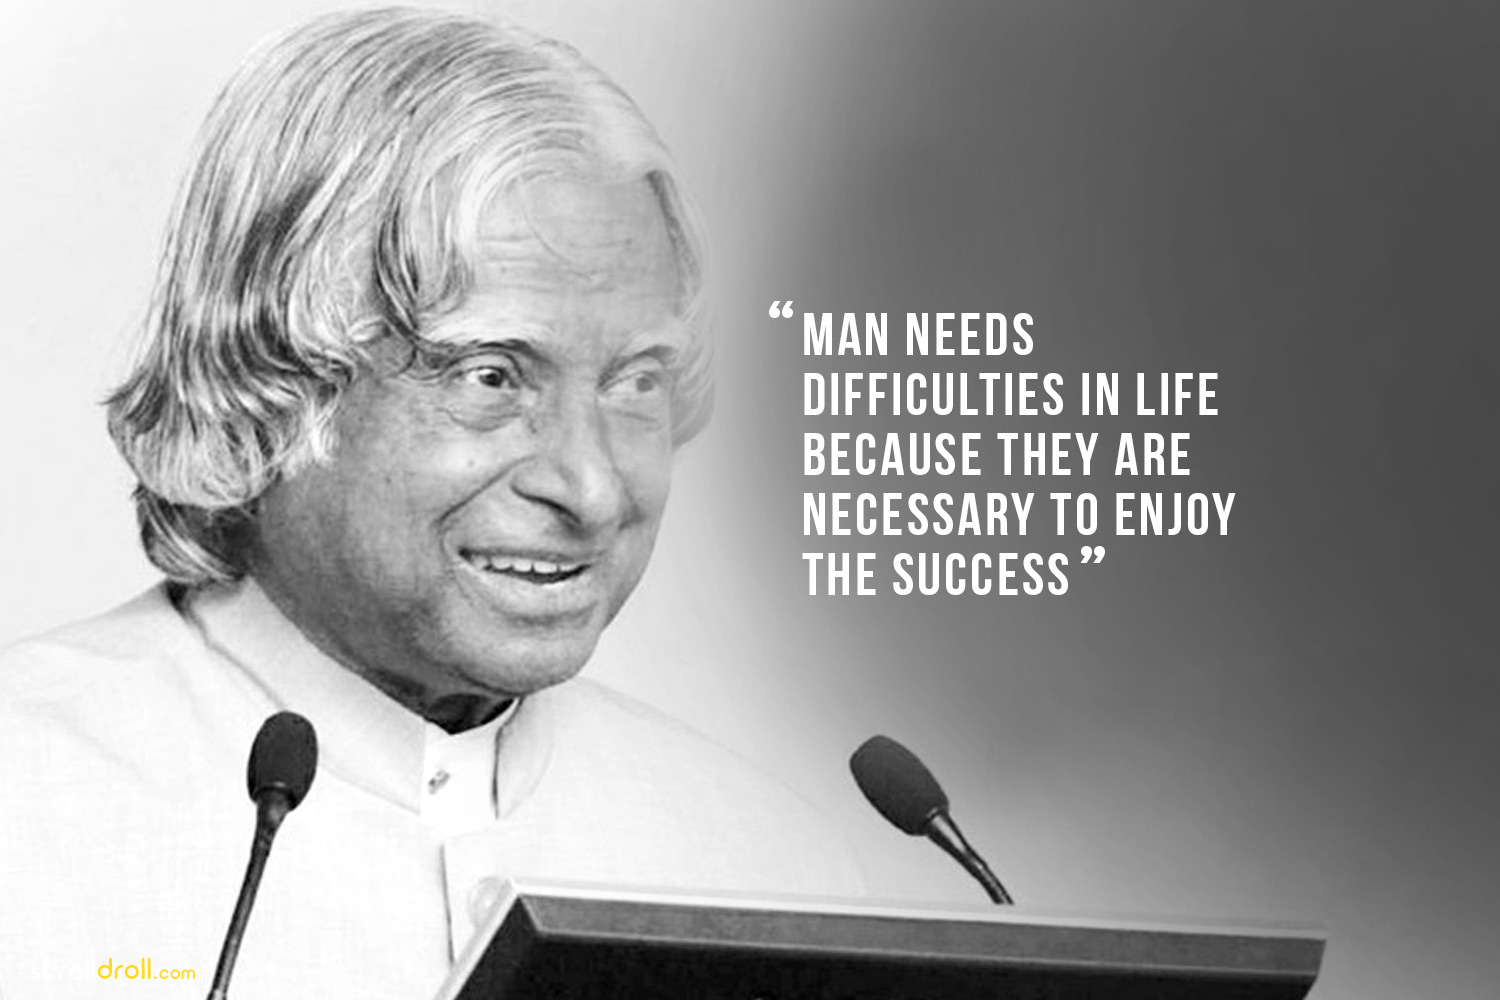 “ MAN NEEDS
DIFFICULTIES IN LIFE
BECAUSE THEY ARE
NECESSARY TO ENJOY
THE SUCCESS ”
droll.com